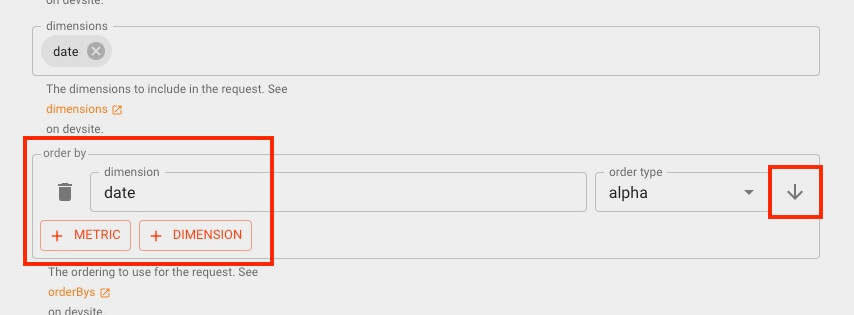 on devsite.
dimensions
date
The dimensions to include in the request. See
dimensions
on devsite.
order by
dimension
order type
date
alpha
+ METRIC
+ DIMENSION
The ordering to use for the request. See
orderBys
on devsite.